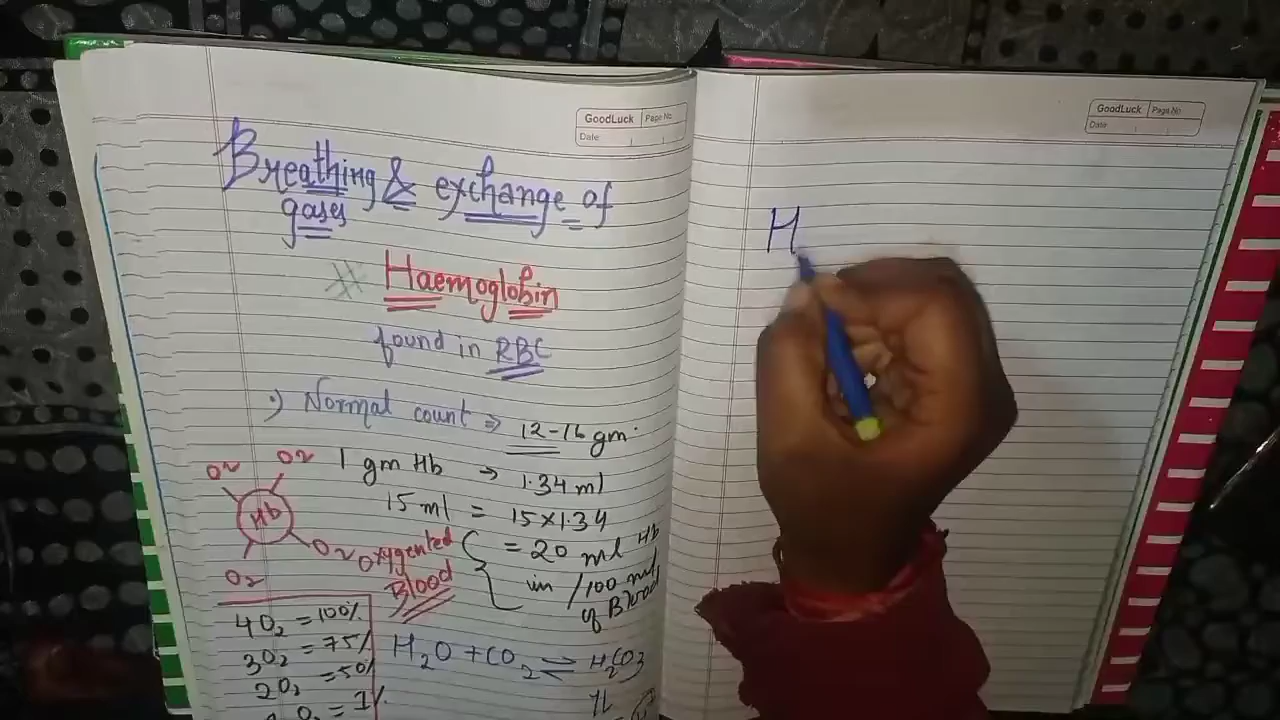 GoodLuck Page No
Date
Breathing & exchange of
gases
Haemoglobin
found in RBC
Normal count ⇒ 12-16 gm
1 gm Hb → 1.34 ml
15 ml = 15×1.34
= 20 ml Hb
in /100 ml
of Blood
Oxygented
Blood
O2 O2
Hb
O2
O2
4O2 = 100%
3O2 = 75%
2O2 = 50%
O2 = 1%
H2O + CO2 ⇌ H2CO3
GoodLuck Page No
Date
H